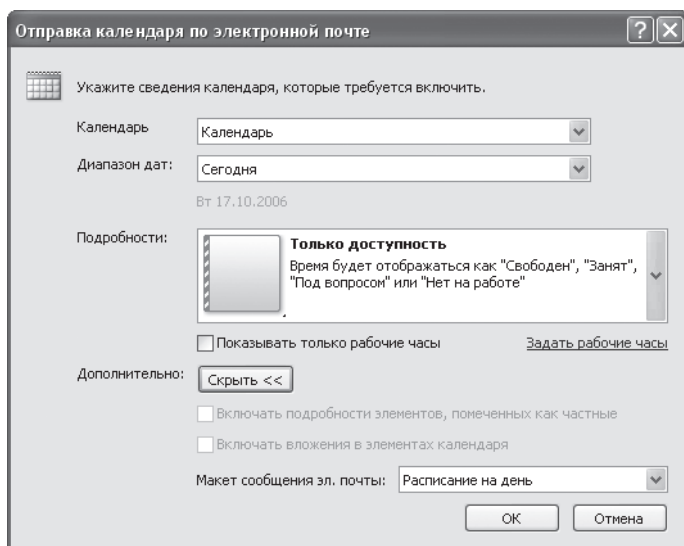 Отправка календаря по электронной почте
Укажите сведения календаря, которые требуется включить.
Календарь
Календарь
Диапазон дат:
Сегодня
Вт 17.10.2006
Подробности:
Только доступность
Время будет отображаться как "Свободен", "Занят",
"Под вопросом" или "Нет на работе"
Показывать только рабочие часы
Задать рабочие часы
Дополнительно:
Скрыть <<
Включать подробности элементов, помеченных как частные
Включать вложения в элементах календаря
Макет сообщения эл. почты:
Расписание на день
ОК
Отмена